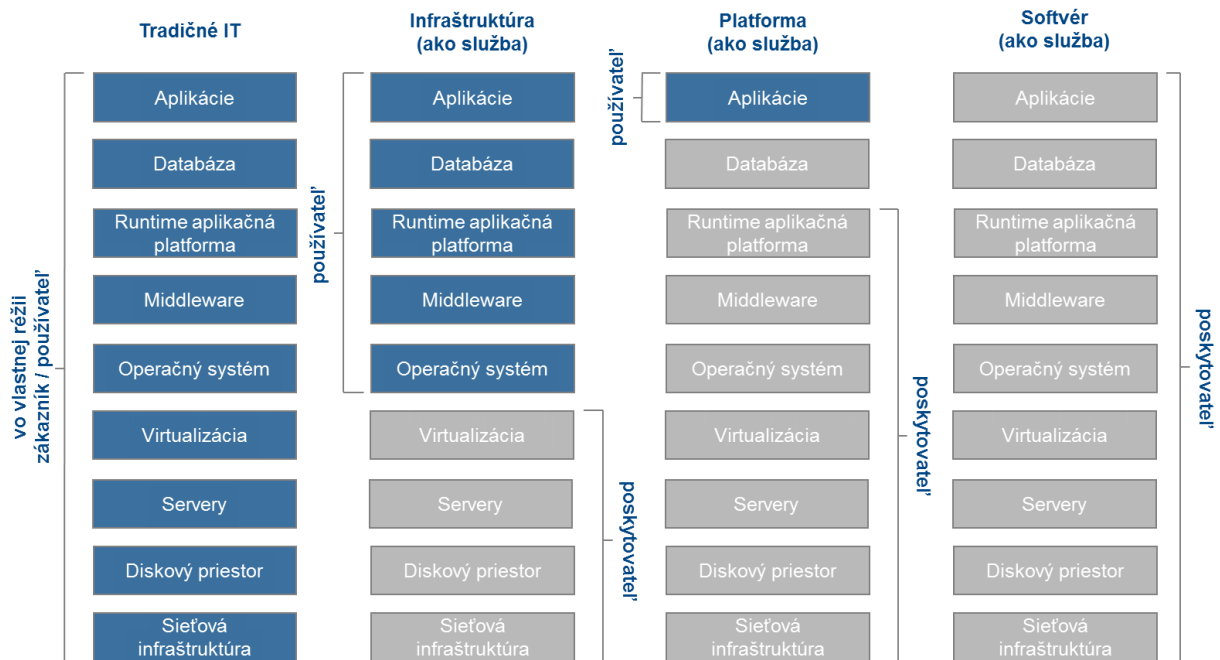 Tradičné IT
Infraštruktúra
(ako služba)
Platforma
(ako služba)
Softvér
(ako služba)
vo vlastnej réžii
zákazník / používateľ
Aplikácie
Databáza
Runtime aplikačná
platforma
Middleware
Operačný systém
Virtualizácia
Servery
Diskový priestor
Sieťová
infraštruktúra
používateľ
Aplikácie
Databáza
Runtime aplikačná
platforma
Middleware
Operačný systém
Virtualizácia
Servery
Diskový priestor
Sieťová
infraštruktúra
poskytovateľ
používateľ
Aplikácie
Databáza
Runtime aplikačná
platforma
Middleware
Operačný systém
Virtualizácia
Servery
Diskový priestor
Sieťová
infraštruktúra
poskytovateľ
Aplikácie
Databáza
Runtime aplikačná
platforma
Middleware
Operačný systém
Virtualizácia
Servery
Diskový priestor
Sieťová
infraštruktúra
poskytovateľ